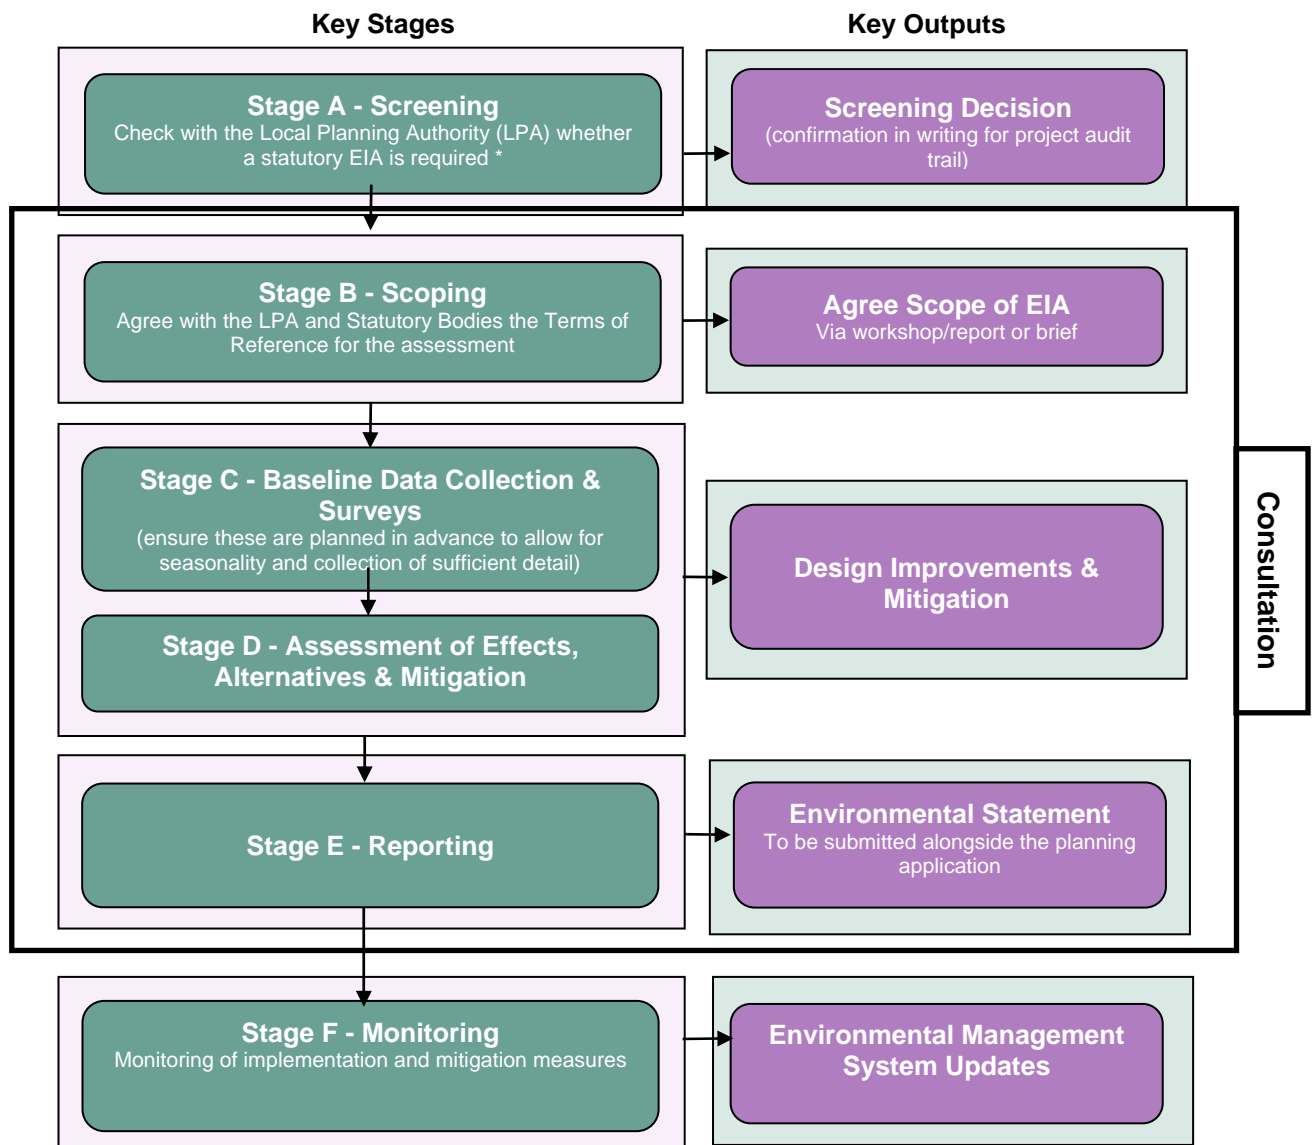 Key Stages
Key Outputs
Stage A - Screening
Check with the Local Planning Authority (LPA) whether
a statutory EIA is required *
Screening Decision
(confirmation in writing for project audit
trail)
Stage B - Scoping
Agree with the LPA and Statutory Bodies the Terms of
Reference for the assessment
Agree Scope of EIA
Via workshop/report or brief
Stage C - Baseline Data Collection &
Surveys
(ensure these are planned in advance to allow for
seasonality and collection of sufficient detail)
Stage D - Assessment of Effects,
Alternatives & Mitigation
Design Improvements &
Mitigation
Consultation
Stage E - Reporting
Environmental Statement
To be submitted alongside the planning
application
Stage F - Monitoring
Monitoring of implementation and mitigation measures
Environmental Management
System Updates